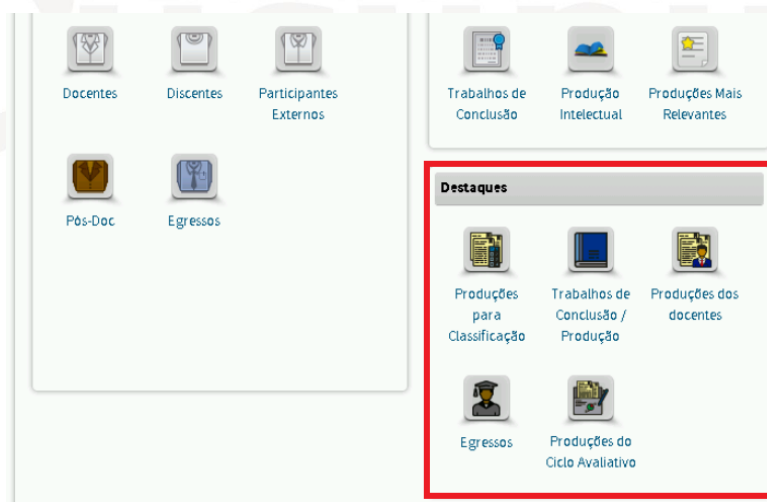 Docentes
Discentes
Participantes
Externos
Pós-Doc
Egressos
Trabalhos de
Conclusão
Produção
Intelectual
Produções Mais
Relevantes
Destaques
Produções
para
Classificação
Trabalhos de
Conclusão /
Produção
Produções dos
docentes
Egressos
Produções do
Ciclo Avaliativo